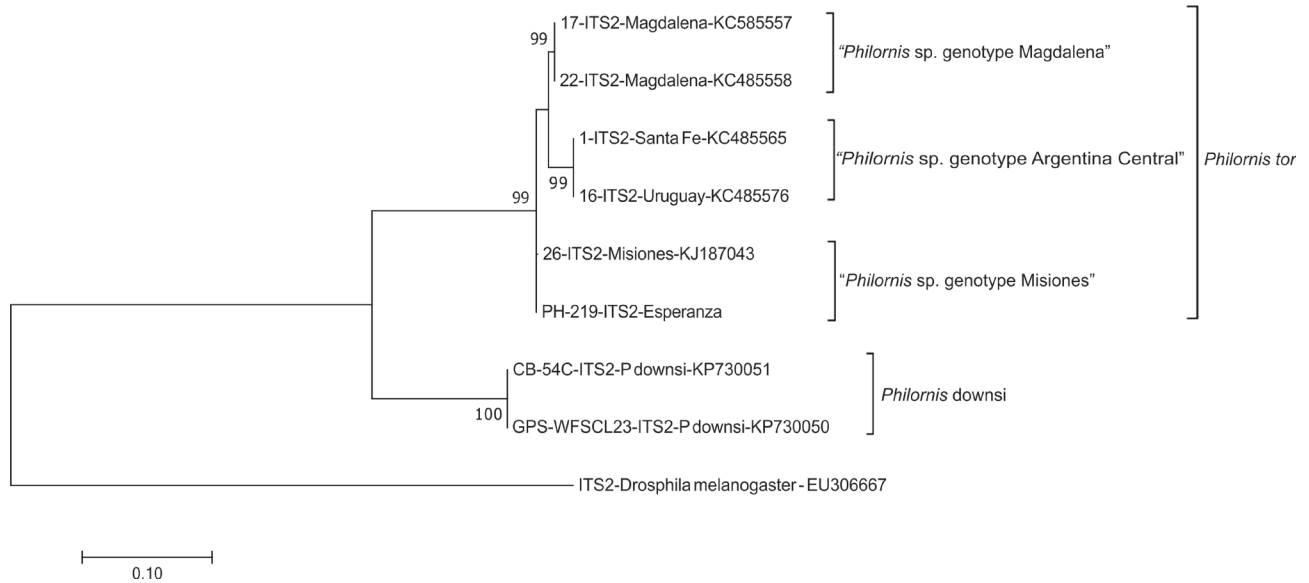 17-ITS2-Magdalena-KC585557
99
"Philornis sp. genotype Magdalena"
22-ITS2-Magdalena-KC485558
1-ITS2-Santa Fe-KC485565
"Philornis sp. genotype Argentina Central"
Philornis tor
99
16-ITS2-Uruguay-KC485576
99
26-ITS2-Misiones-KJ187043
"Philornis sp. genotype Misiones"
PH-219-ITS2-Esperanza
CB-54C-ITS2-P downsi-KP730051
Philornis downsi
100
GPS-WFSCL23-ITS2-P downsi-KP730050
ITS2-Drosphila melanogaster-EU306667
0.10